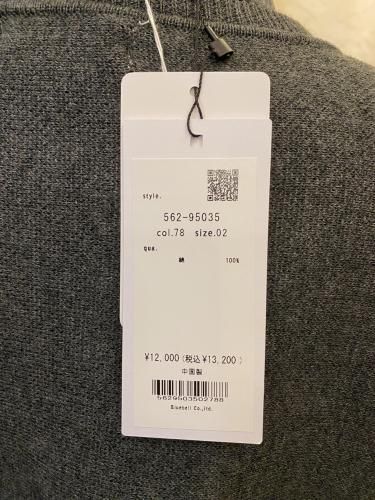 style.
562-95035
col.78 size.02
qua.
綿 100%
¥12,000(税込¥13,200 )
中国製
5629503502788
Bluebell Co.,ltd.